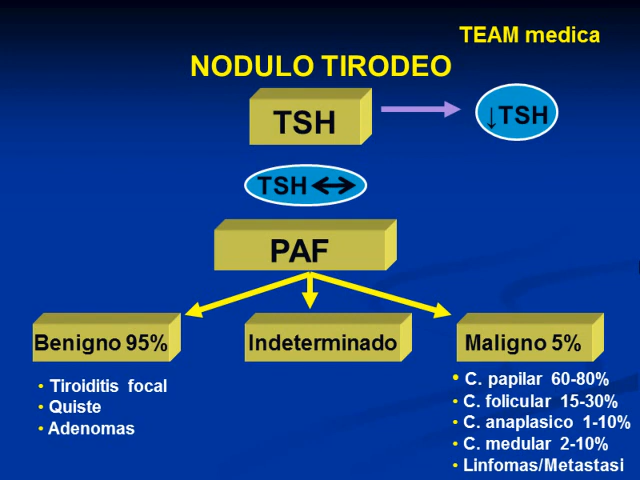 TEAM medica
NODULO TIRODEO
TSH
↓TSH
TSH ↔
PAF
Benigno 95%
Indeterminado
Maligno 5%
• Tiroiditis focal
• Quiste
• Adenomas
• C. papilar 60-80%
• C. folicular 15-30%
• C. anaplasico 1-10%
• C. medular 2-10%
• Linfomas/Metastasi